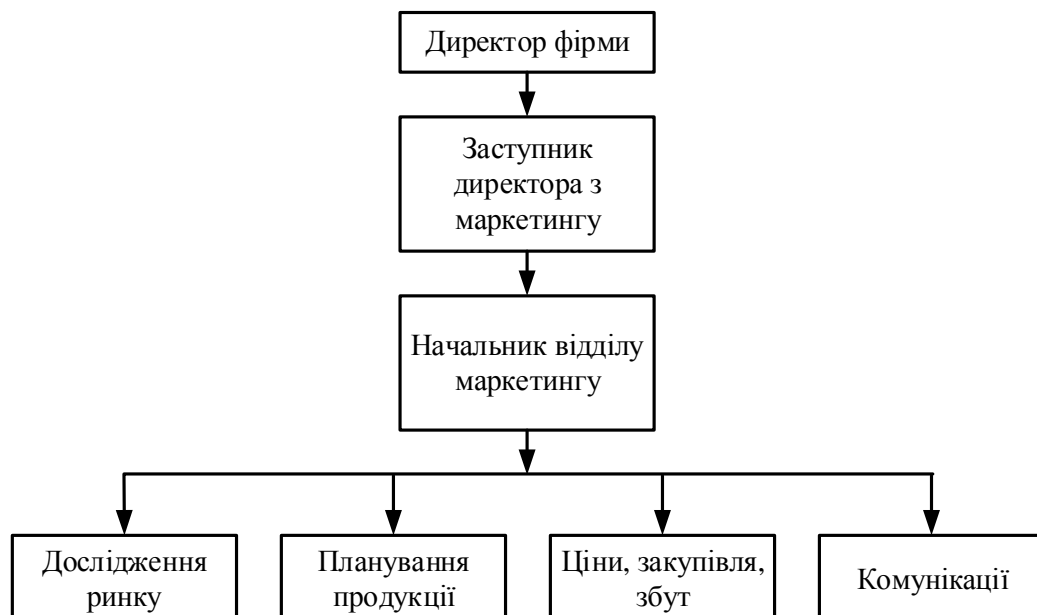 Директор фірми
Заступник
директора з
маркетингу
Начальник відділу
маркетингу
Дослідження
ринку
Планування
продукції
Ціни, закупівля,
збут
Комунікації